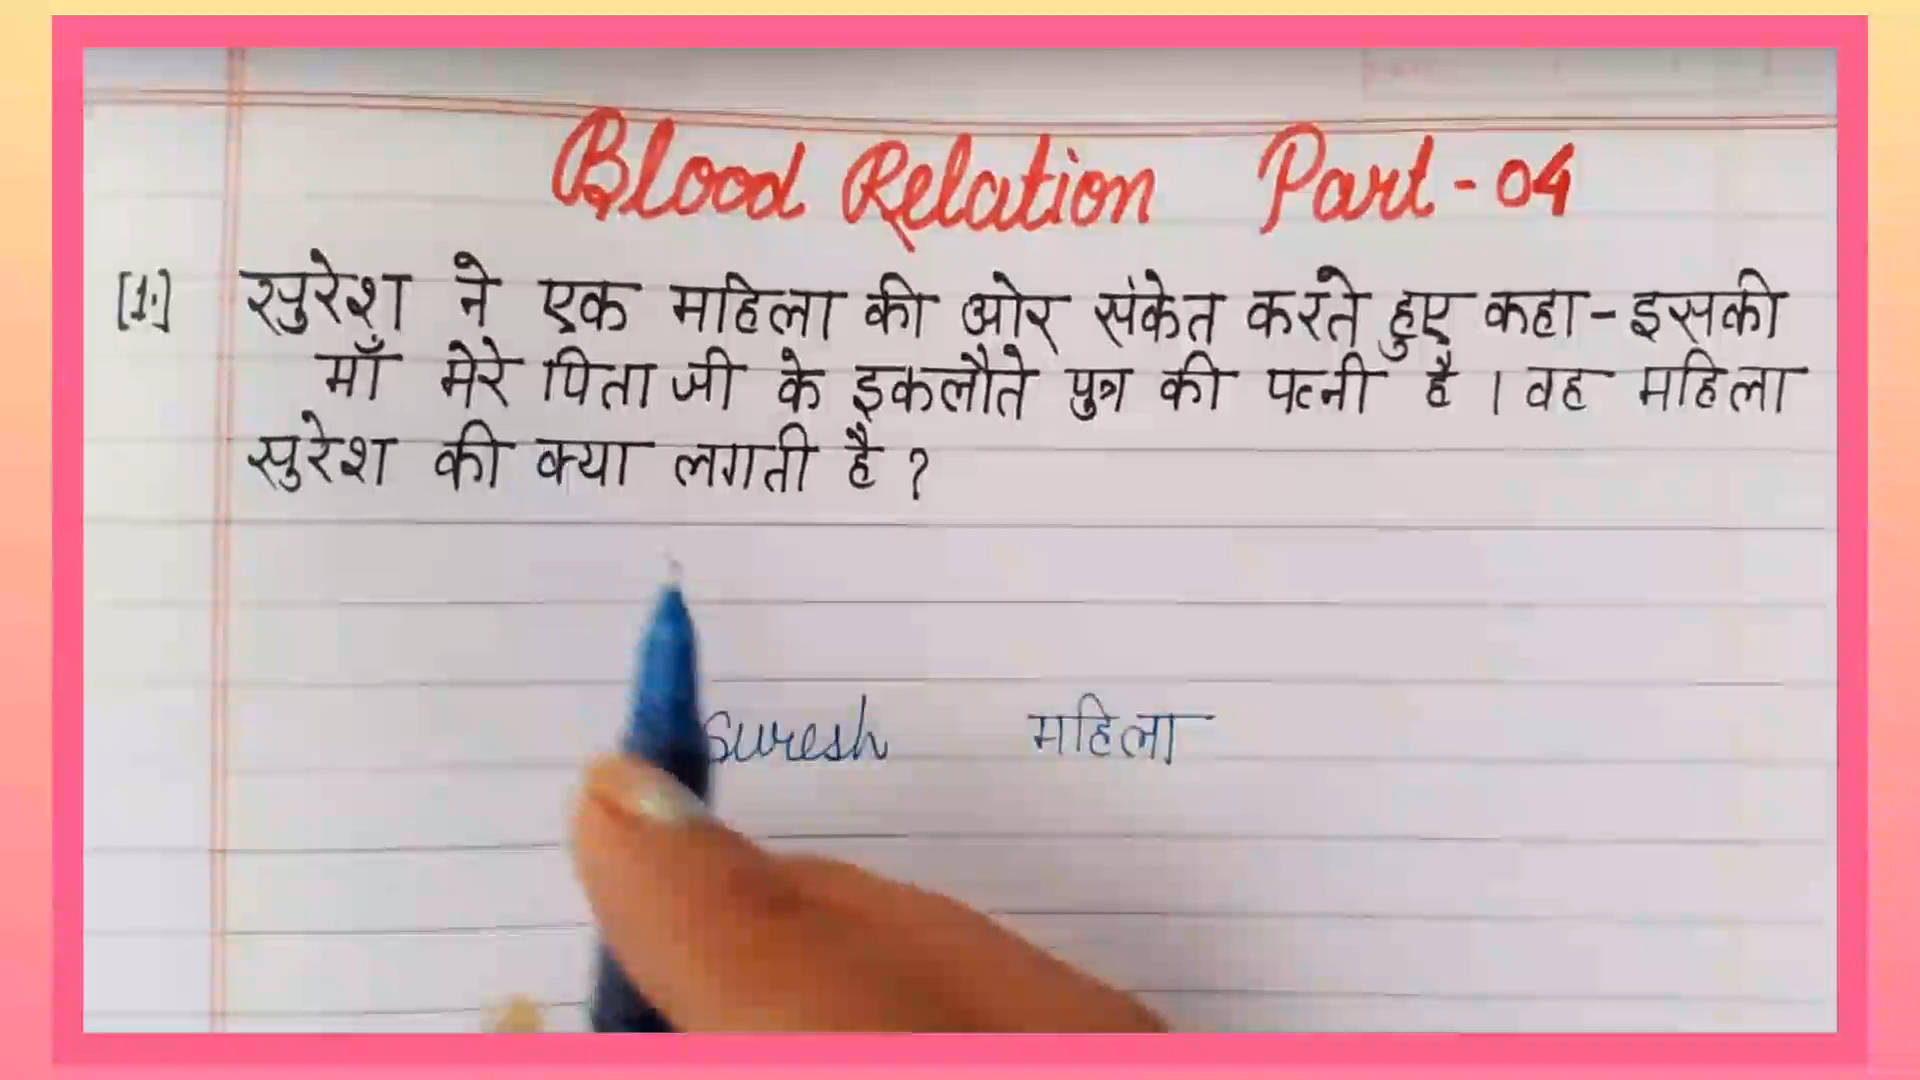 Blood Relation Part-04
[1.] सुरेश ने एक महिला की ओर संकेत करते हुए कहा-इसकी
माँ मेरे पिता जी के इकलौते पुत्र की पत्नी है । वह महिला
सुरेश की क्या लगती है ?
Suresh महिला